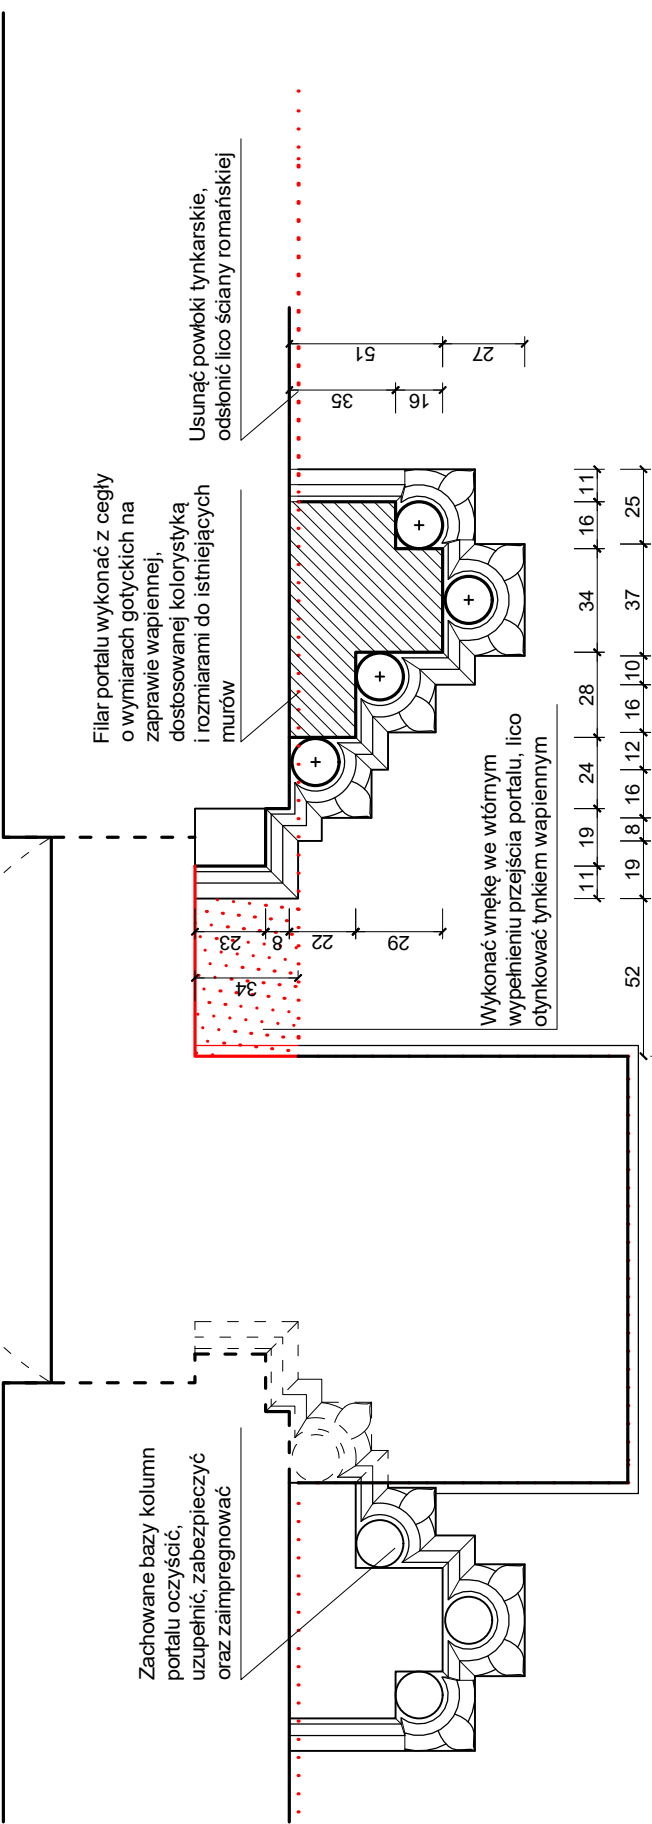 Zachowane bazy kolumn
portalu oczyścić,
uzupełnić, zabezpieczyć
oraz zaimpregnować
Filar portalu wykonać z cegły
o wymiarach gotyckich na
zaprawie wapiennej,
dostosowanej kolorystyką
i rozmiarami do istniejących
murów
Usunąć powłoki tynkarskie,
odsłonić lico ściany romańskiej
Wykonać wnękę we wtórnym
wypełnieniu przejścia portalu, lico
otynkować tynkiem wapiennym
34
23
8
22
29
35
16
51
27
11
19
24
28
34
16
11
52
19
8
16
12
16
10
37
25